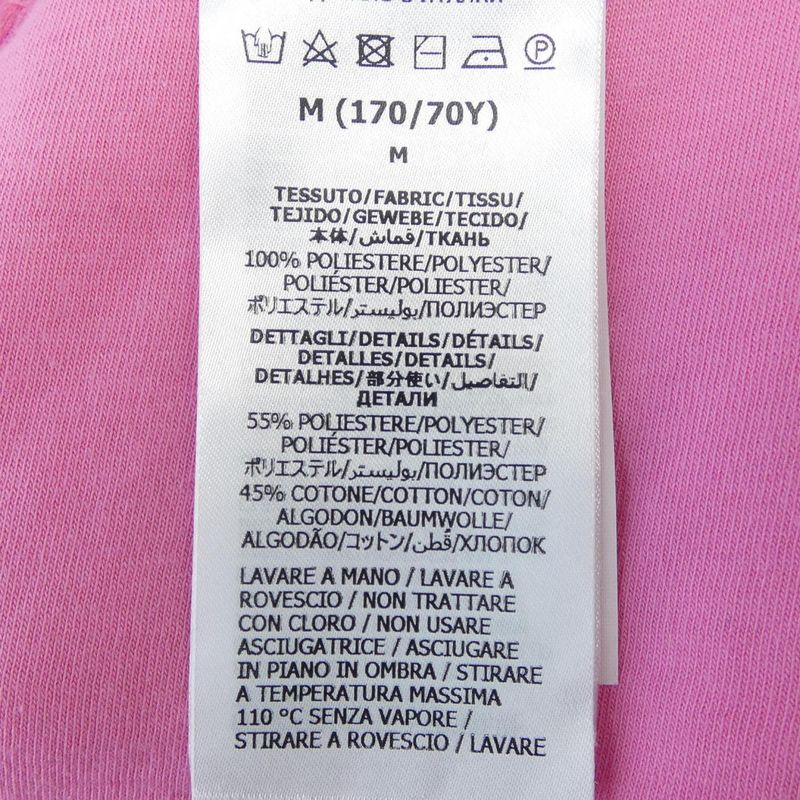 P
M (170/70Y)
M
TESSUTO/FABRIC/TISSU/
TEJIDO/GEWEBE/TECIDO/
本体/قماش/ТКАНЬ
100% POLIESTERE/POLYESTER/
POLIÉSTER/POLIESTER/
ポリエステル/بوليستر/ПОЛИЭСТЕР
DETTAGLI/DETAILS/DÉTAILS/
DETALLES/DETAILS/
DETALHES/部分使い/التفاصيل/
ДЕТАЛИ
55% POLIESTERE/POLYESTER/
POLIÉSTER/POLIESTER/
ポリエステル/بوليستر/ПОЛИЭСТЕР
45% COTONE/COTTON/COTON/
ALGODON/BAUMWOLLE/
ALGODÃO/コットン/قُطن/ХЛОПОК
LAVARE A MANO / LAVARE A
ROVESCIO / NON TRATTARE
CON CLORO / NON USARE
ASCIUGATRICE / ASCIUGARE
IN PIANO IN OMBRA / STIRARE
A TEMPERATURA MASSIMA
110 °C SENZA VAPORE /
STIRARE A ROVESCIO / LAVARE